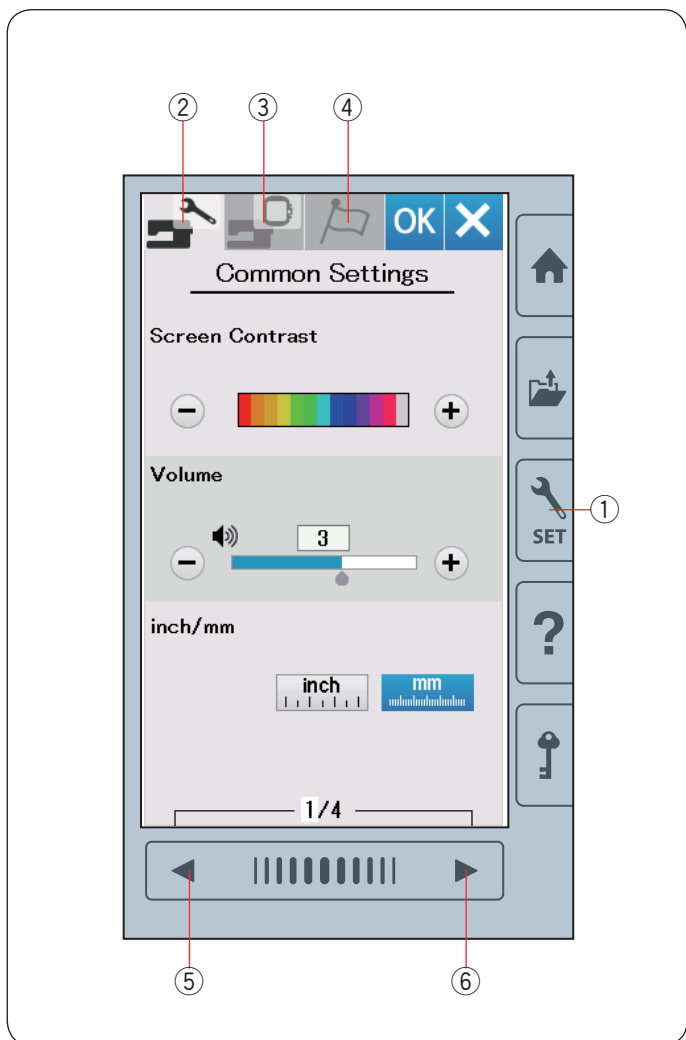 ② ③ ④
OK
Common Settings
Screen Contrast
Volume
3
① SET
inch/mm
inch mm
?
1/4
⑤ ⑥